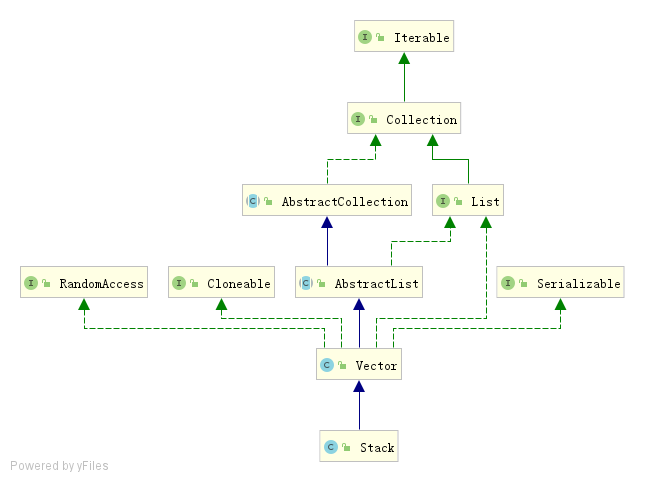 Iterable
Collection
AbstractCollection
List
RandomAccess
Cloneable
AbstractList
Serializable
Vector
Stack
Powered by yFiles